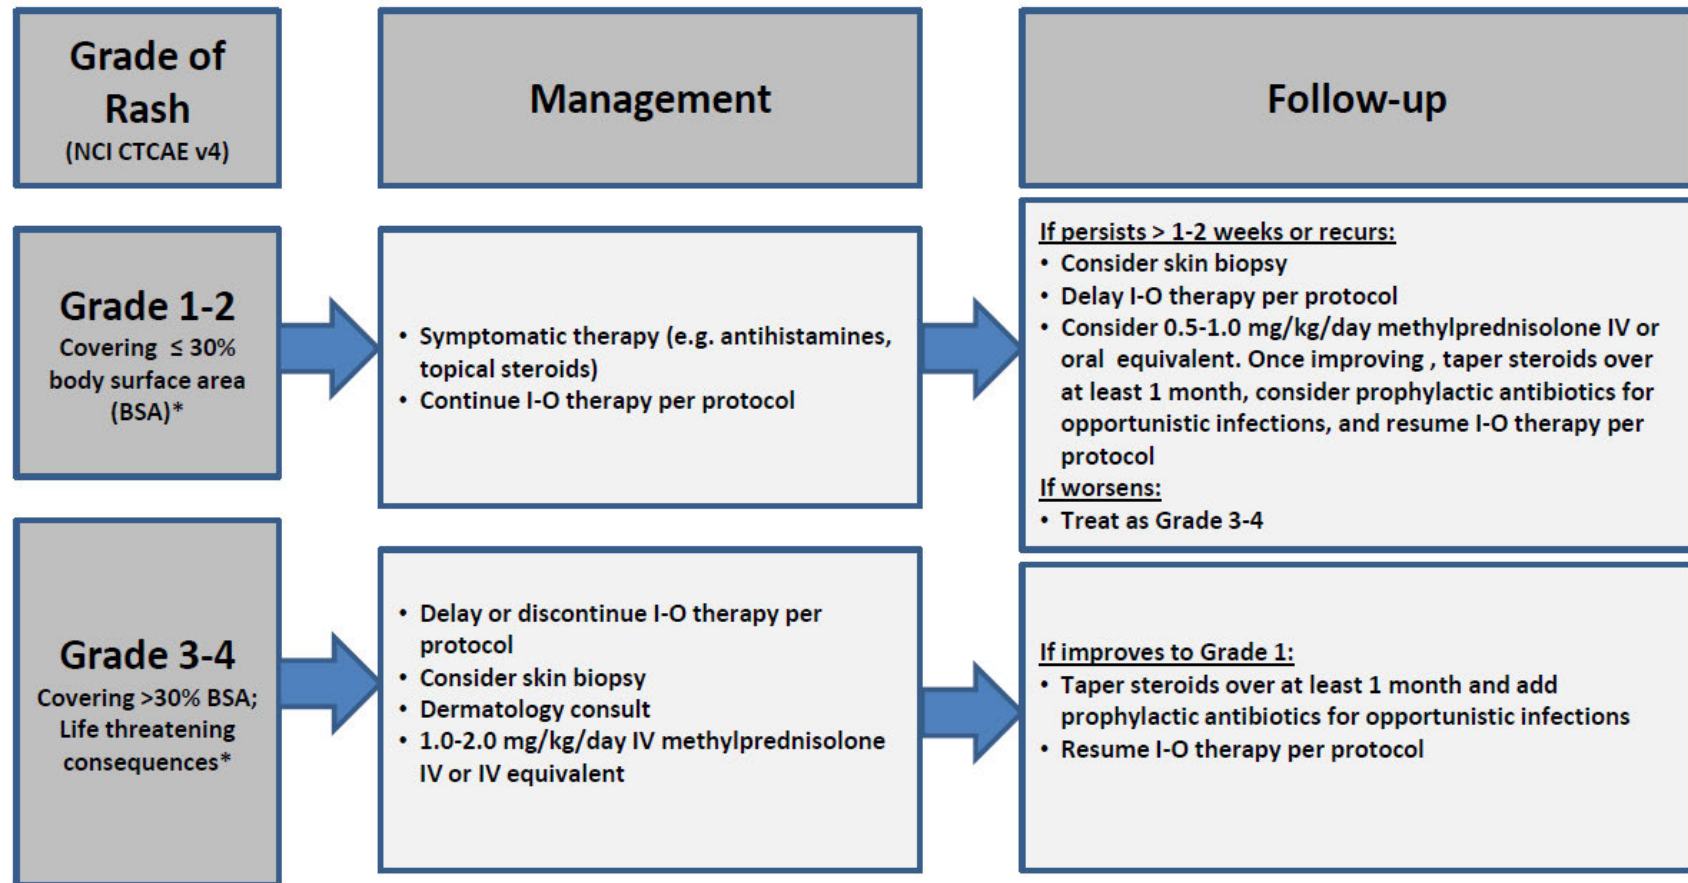 Grade of
Rash
(NCI CTCAE v4)
Management
Follow-up
Grade 1-2
Covering ≤ 30%
body surface area
(BSA)*
• Symptomatic therapy (e.g. antihistamines,
topical steroids)
• Continue I-O therapy per protocol
If persists > 1-2 weeks or recurs:
• Consider skin biopsy
• Delay I-O therapy per protocol
• Consider 0.5-1.0 mg/kg/day methylprednisolone IV or
oral equivalent. Once improving , taper steroids over
at least 1 month, consider prophylactic antibiotics for
opportunistic infections, and resume I-O therapy per
protocol
If worsens:
• Treat as Grade 3-4
Grade 3-4
Covering >30% BSA;
Life threatening
consequences*
• Delay or discontinue I-O therapy per
protocol
• Consider skin biopsy
• Dermatology consult
• 1.0-2.0 mg/kg/day IV methylprednisolone
IV or IV equivalent
If improves to Grade 1:
• Taper steroids over at least 1 month and add
prophylactic antibiotics for opportunistic infections
• Resume I-O therapy per protocol